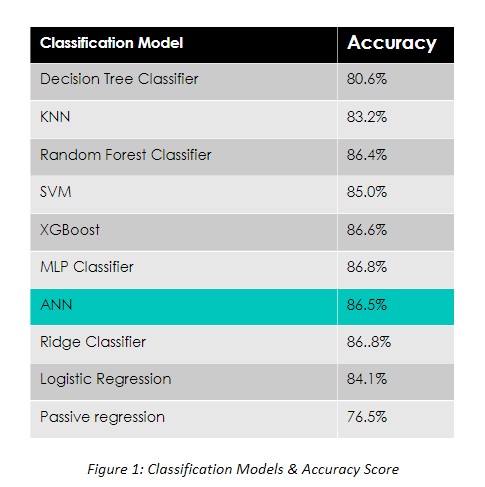 Classification Model Accuracy
Decision Tree Classifier 80.6%
KNN 83.2%
Random Forest Classifier 86.4%
SVM 85.0%
XGBoost 86.6%
MLP Classifier 86.8%
ANN 86.5%
Ridge Classifier 86..8%
Logistic Regression 84.1%
Passive regression 76.5%
Figure 1: Classification Models & Accuracy Score